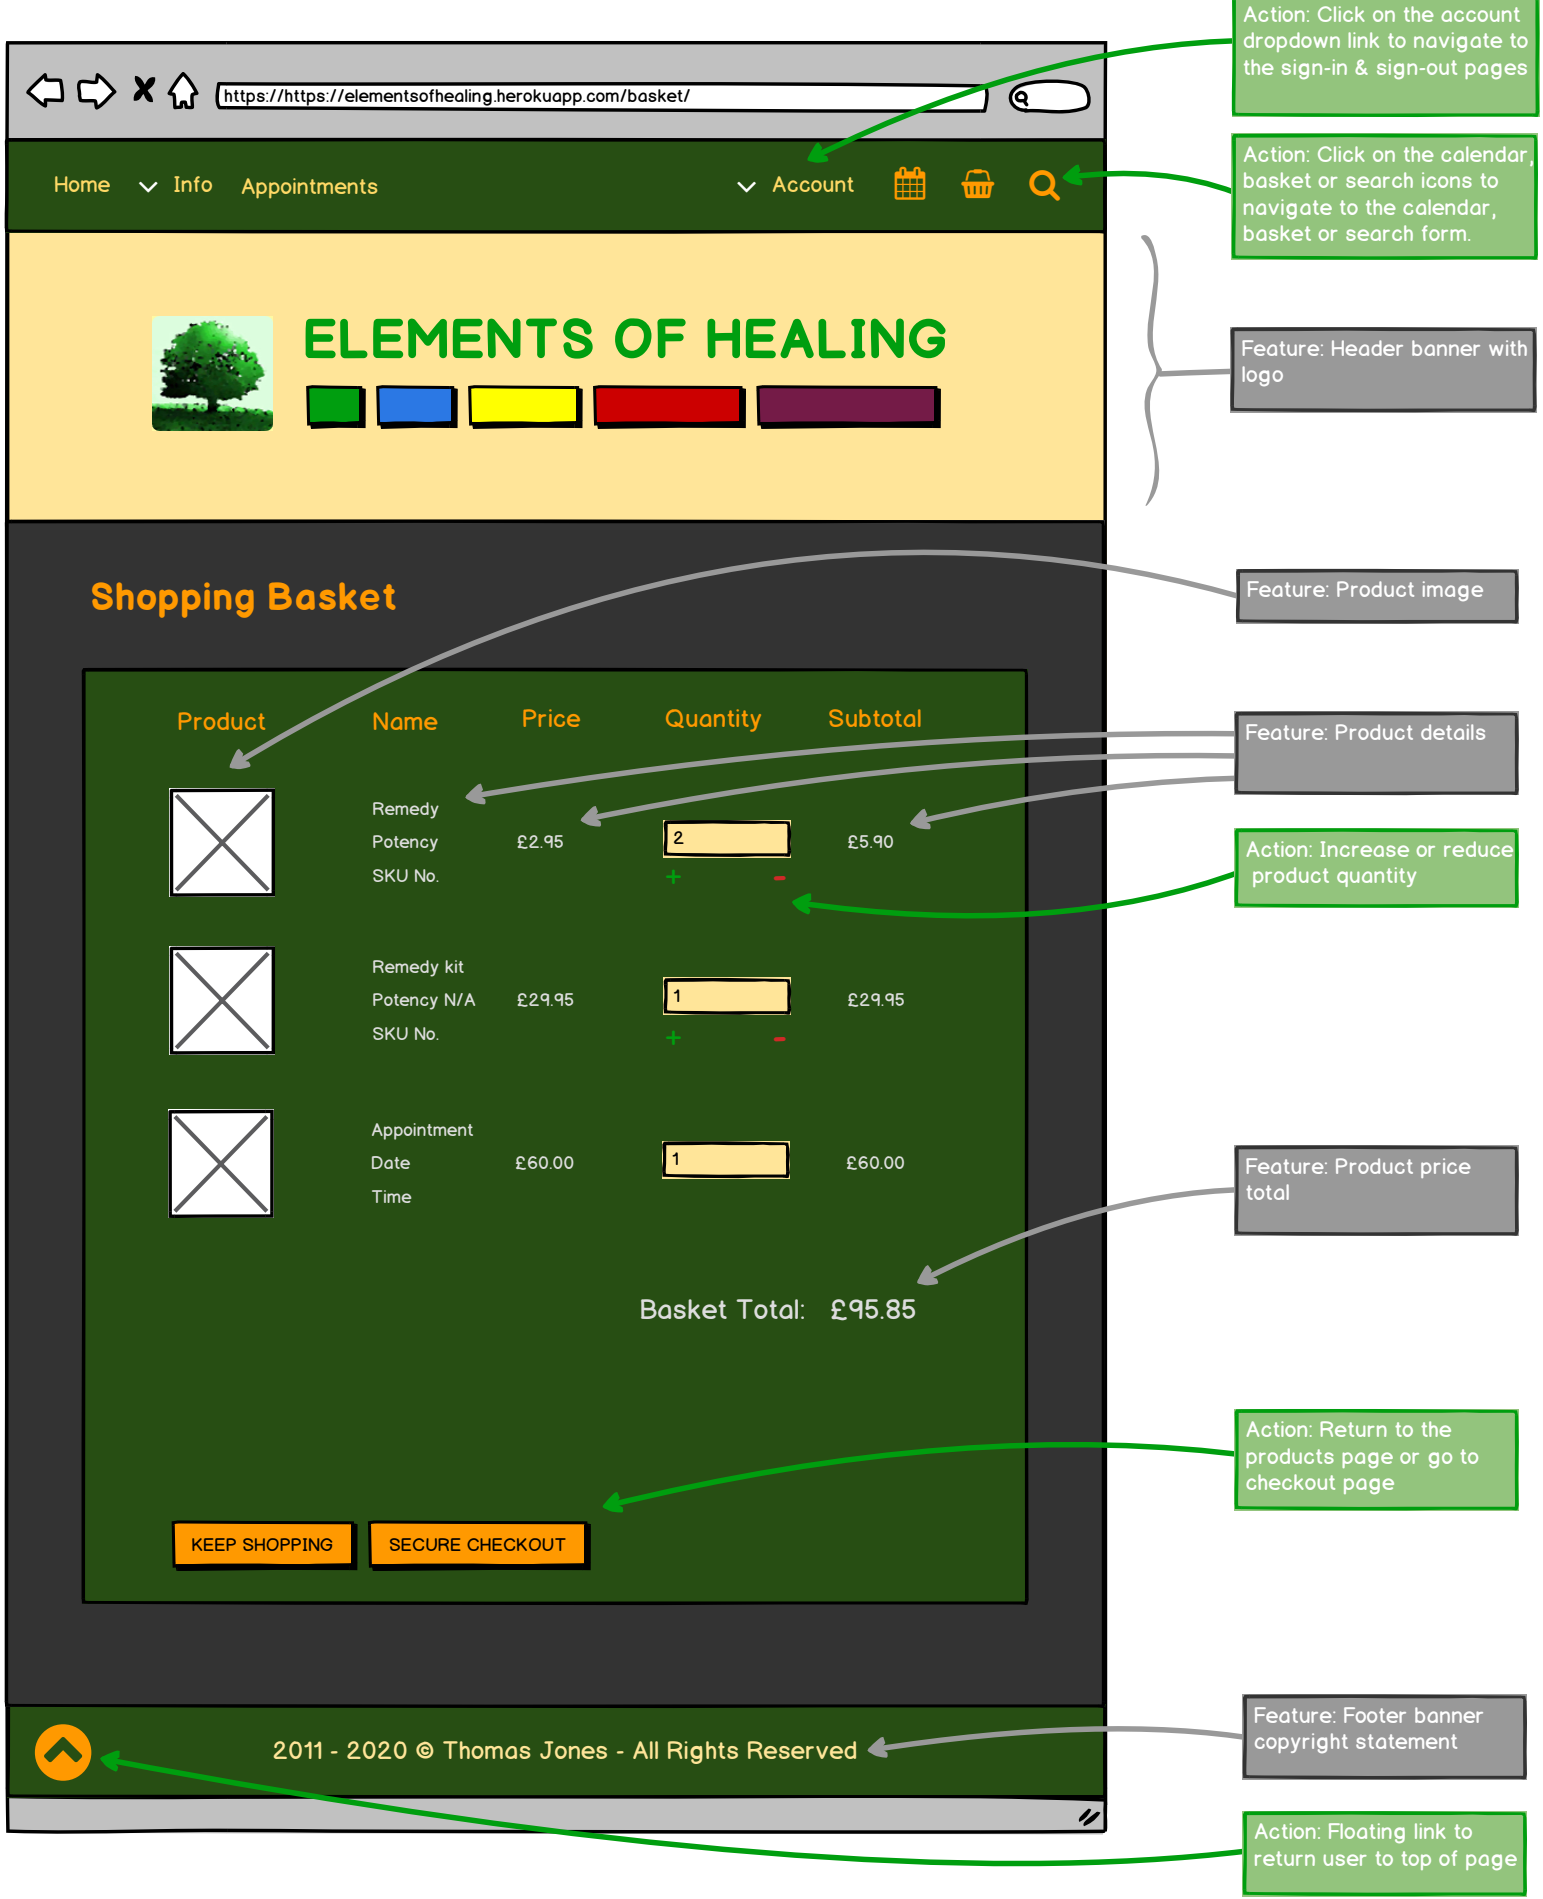 Action: Click on the account
dropdown link to navigate to
the sign-in & sign-out pages
https://https://elementsofhealing.herokuapp.com/basket/
Home Info Appointments Account
Action: Click on the calendar,
basket or search icons to
navigate to the calendar,
basket or search form.
ELEMENTS OF HEALING
Feature: Header banner with
logo
Shopping Basket
Feature: Product image
Product Name Price Quantity Subtotal
Feature: Product details
Remedy
Potency £2.95 2 £5.90
SKU No. + -
Action: Increase or reduce
product quantity
Remedy kit
Potency N/A £29.95 1 £29.95
SKU No. + -
Appointment
Date £60.00 1 £60.00
Time
Feature: Product price
total
Basket Total: £95.85
Action: Return to the
products page or go to
checkout page
KEEP SHOPPING SECURE CHECKOUT
Feature: Footer banner
copyright statement
2011 - 2020 © Thomas Jones - All Rights Reserved
Action: Floating link to
return user to top of page